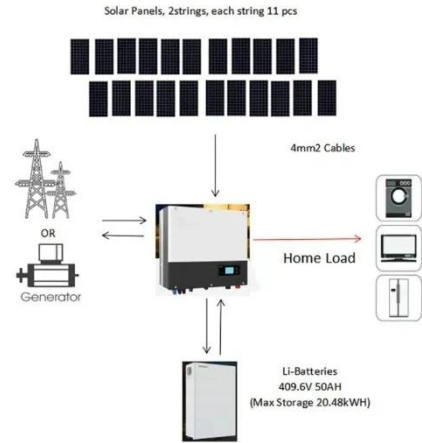 Solar Panels, 2strings, each string 11 pcs
4mm2 Cables
OR
Generator
Home Load
Li-Batteries
409.6V 50AH
(Max Storage 20.48kWH)